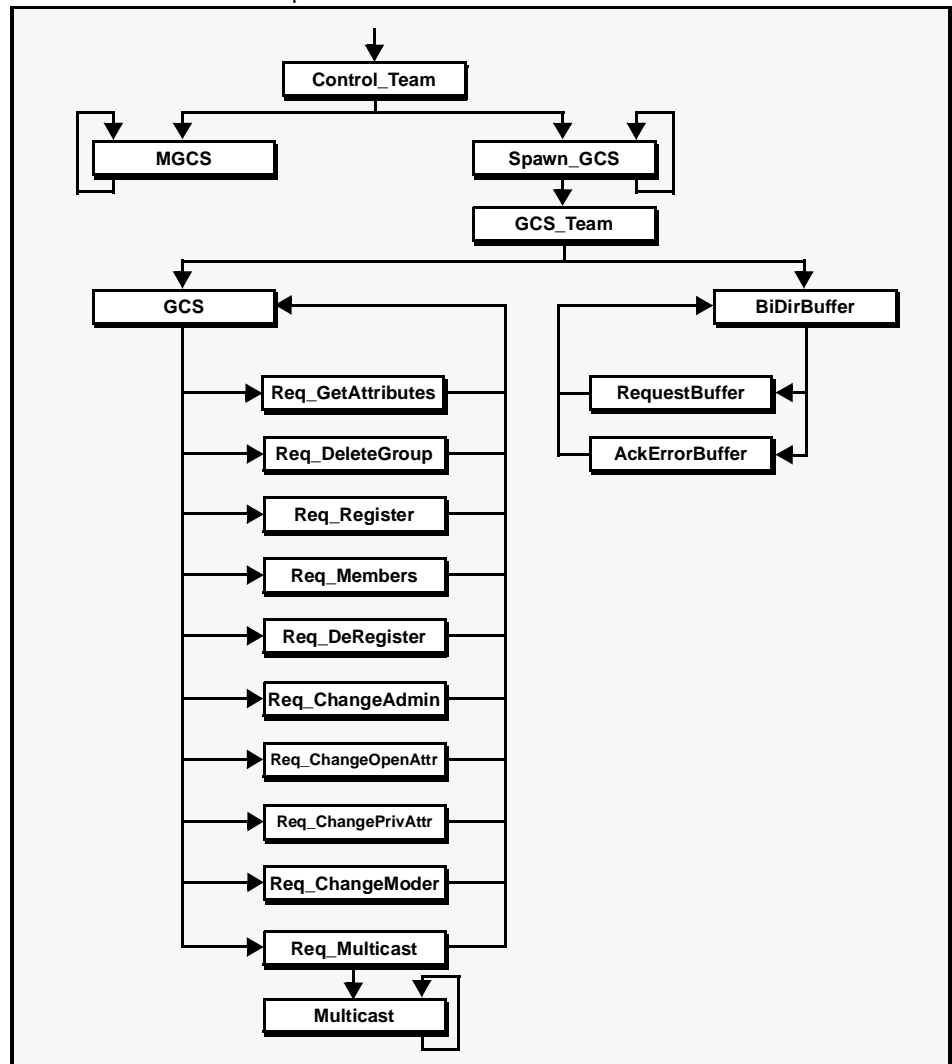 Control_Team
MGCS
Spawn_GCS
GCS_Team
GCS
BiDirBuffer
Req_GetAttributes
RequestBuffer
Req_DeleteGroup
AckErrorBuffer
Req_Register
Req_Members
Req_DeRegister
Req_ChangeAdmin
Req_ChangeOpenAttr
Req_ChangePrivAttr
Req_ChangeModer
Req_Multicast
Multicast